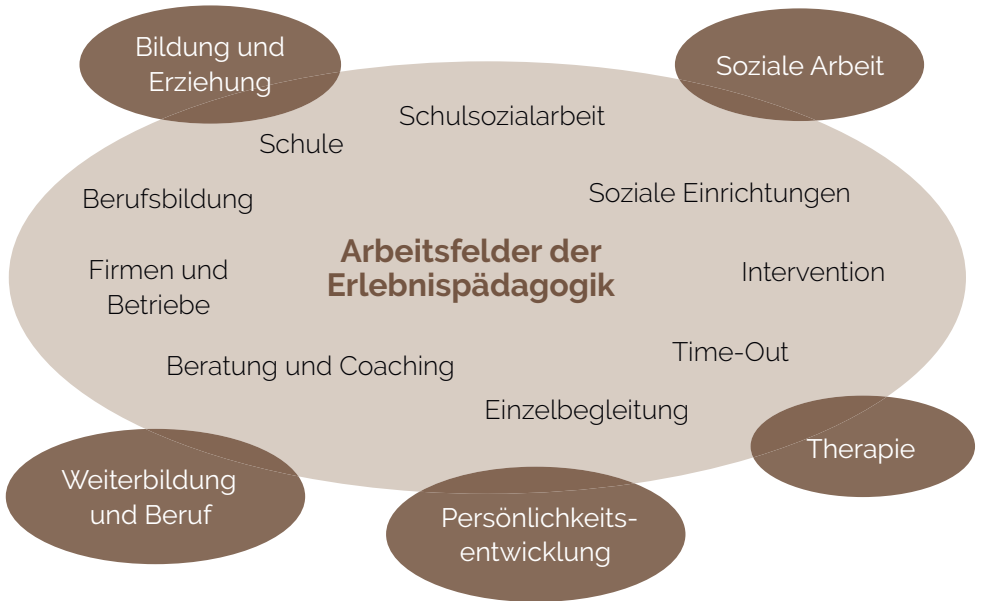 Bildung und
Erziehung
Soziale Arbeit
Schulsozialarbeit
Schule
Berufsbildung
Soziale Einrichtungen
Arbeitsfelder der
Erlebnispädagogik
Firmen und
Betriebe
Intervention
Beratung und Coaching
Time-Out
Einzelbegleitung
Therapie
Weiterbildung
und Beruf
Persönlichkeits-
entwicklung